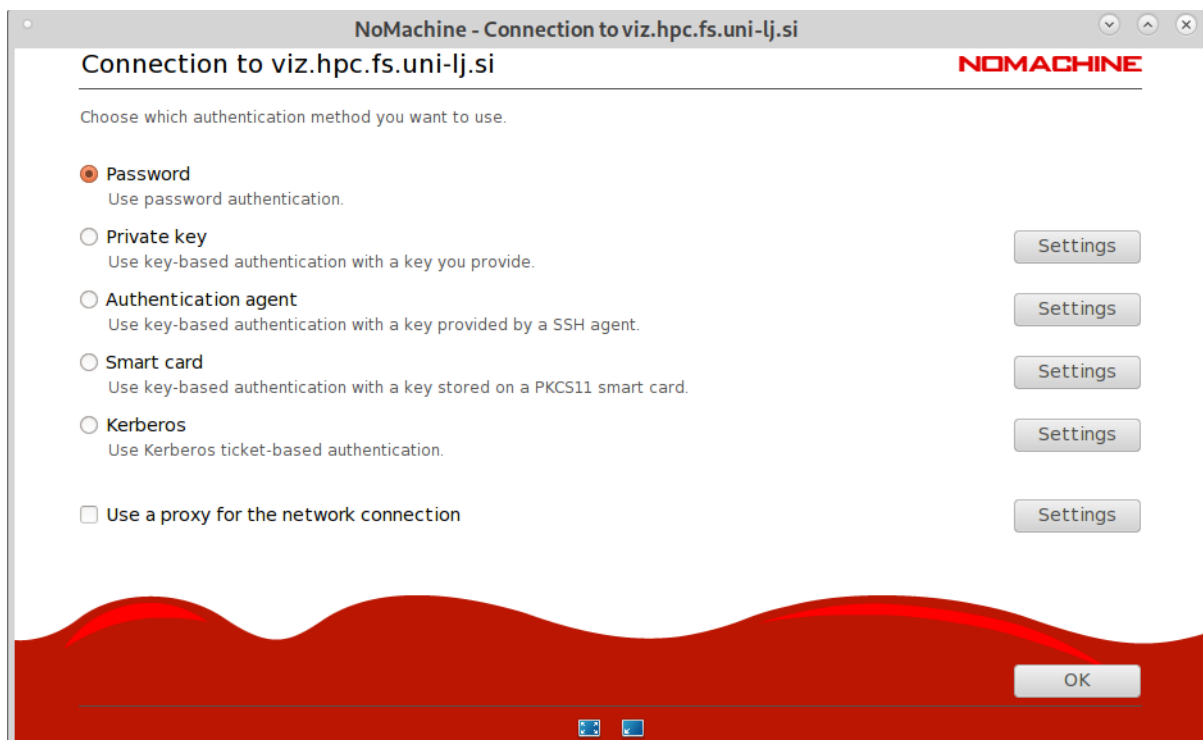 NoMachine - Connection to viz.hpc.fs.uni-lj.si
Connection to viz.hpc.fs.uni-lj.si
NOMACHINE
Choose which authentication method you want to use.
Password
Use password authentication.
Private key
Settings
Use key-based authentication with a key you provide.
Authentication agent
Settings
Use key-based authentication with a key provided by a SSH agent.
Smart card
Settings
Use key-based authentication with a key stored on a PKCS11 smart card.
Kerberos
Settings
Use Kerberos ticket-based authentication.
Use a proxy for the network connection
Settings
OK